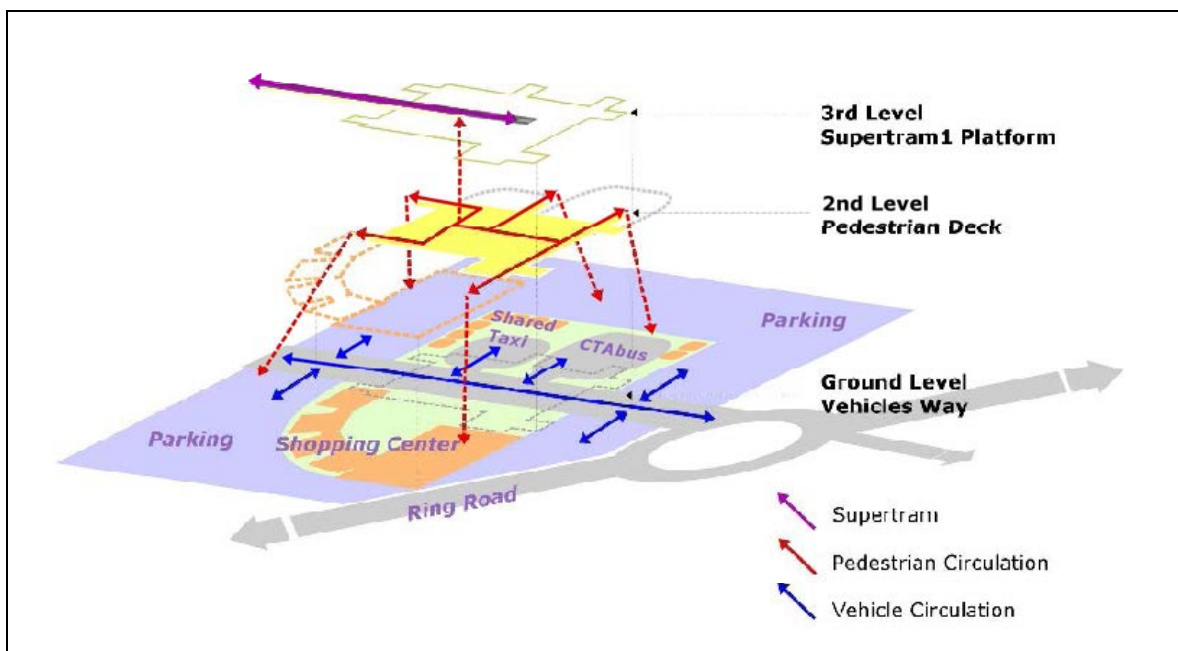 3rd Level
Supertram1 Platform
2nd Level
Pedestrian Deck
Shared
Taxi
CTAbus
Parking
Ground Level
Vehicles Way
Parking
Shopping Center
Ring Road
Supertram
Pedestrian Circulation
Vehicle Circulation